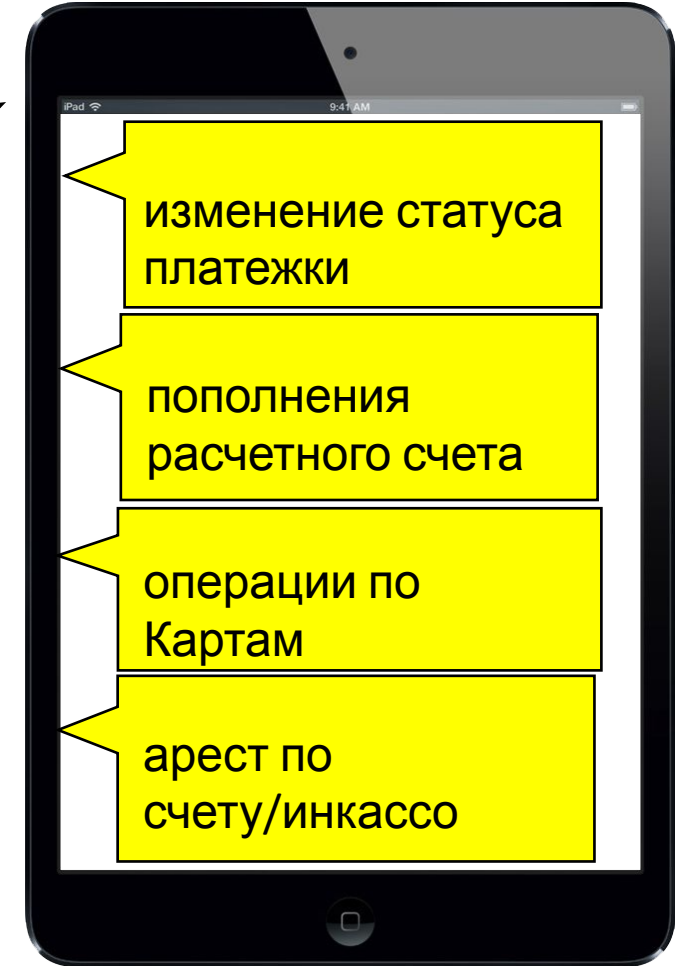 iPad 9:41 AM
изменение статуса
платежки
пополнения
расчетного счета
операции по
Картам
арест по
счету/инкассо